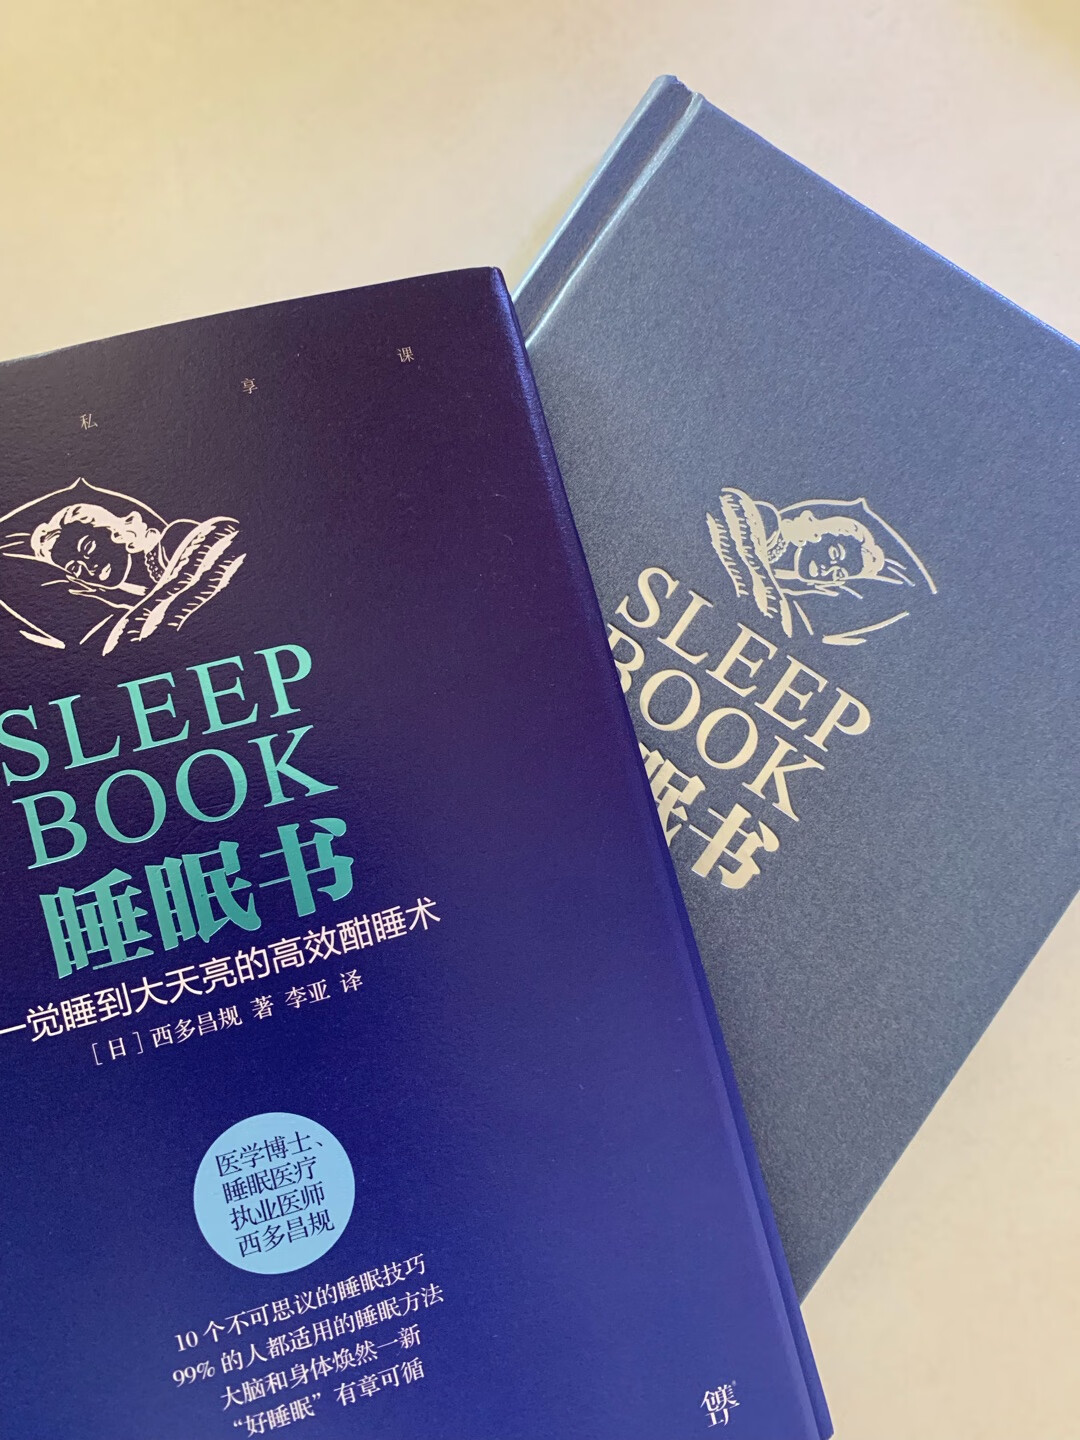 私 享 课
SLEEP
BOOK
睡眠书
一觉睡到大天亮的高效酣睡术
[日]西多昌规 著 李亚 译
医学博士、
睡眠医疗
执业医师
西多昌规
10 个不可思议的睡眠技巧
99% 的人都适用的睡眠方法
大脑和身体焕然一新
“好睡眠” 有章可循
SLEEP
BOOK
眠书